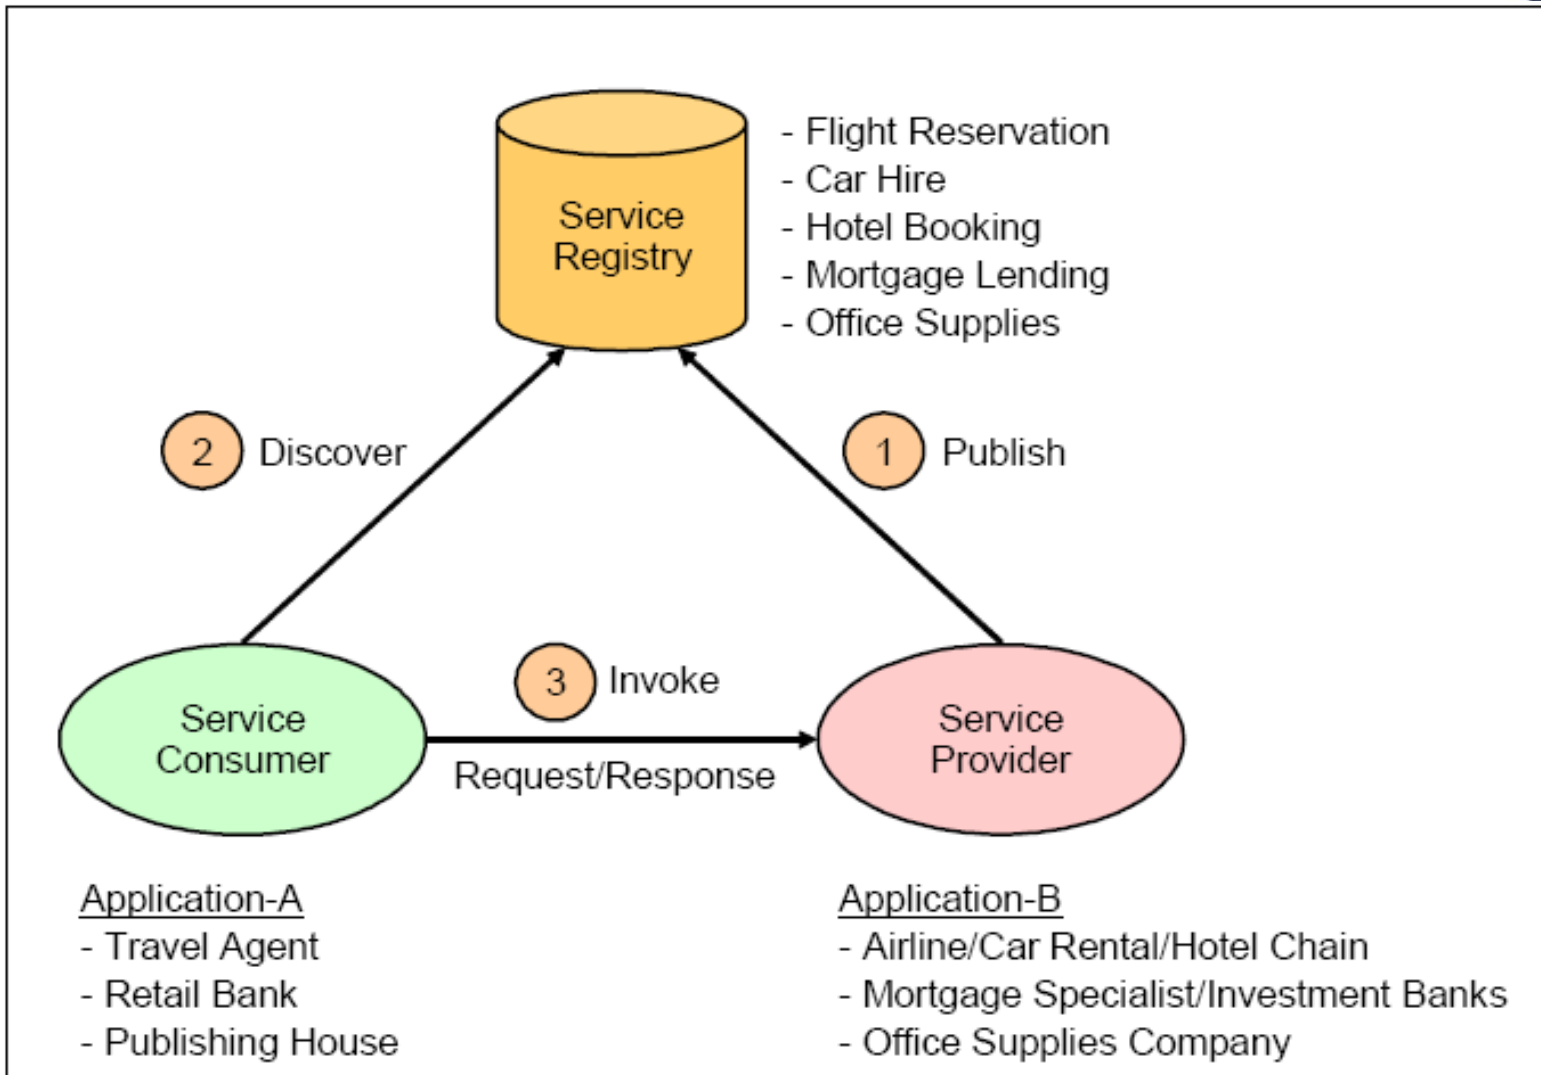 Service
Registry
- Flight Reservation
- Car Hire
- Hotel Booking
- Mortgage Lending
- Office Supplies
2 Discover
1 Publish
3 Invoke
Service
Consumer
Request/Response
Service
Provider
Application-A
- Travel Agent
- Retail Bank
- Publishing House
Application-B
- Airline/Car Rental/Hotel Chain
- Mortgage Specialist/Investment Banks
- Office Supplies Company